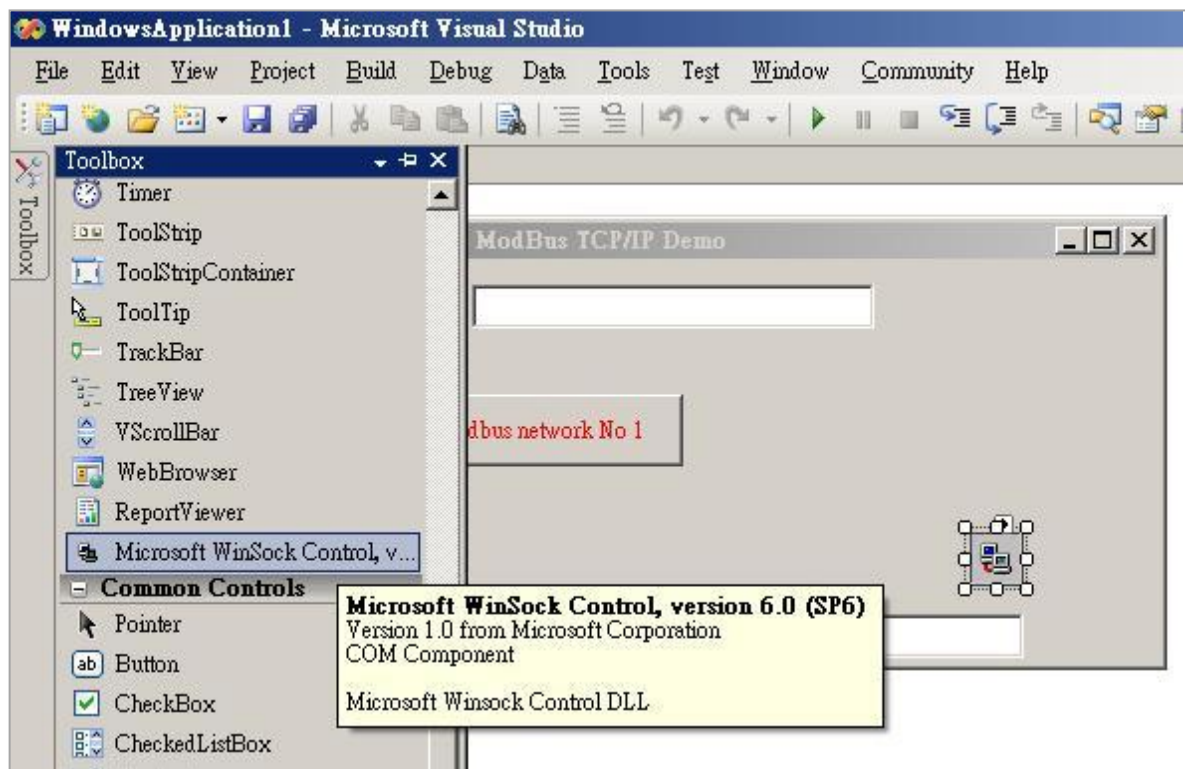 WindowsApplication1 - Microsoft Visual Studio
File Edit View Project Build Debug Data Tools Test Window Community Help
Toolbox
Toolbox
Timer
ToolStrip
ToolStripContainer
ToolTip
TrackBar
TreeView
VScrollBar
WebBrowser
ReportViewer
Microsoft WinSock Control, v...
Common Controls
Pointer
ab Button
CheckBox
CheckedListBox
ModBus TCP/IP Demo
dbus network No 1
Microsoft WinSock Control, version 6.0 (SP6)
Version 1.0 from Microsoft Corporation
COM Component
Microsoft Winsock Control DLL